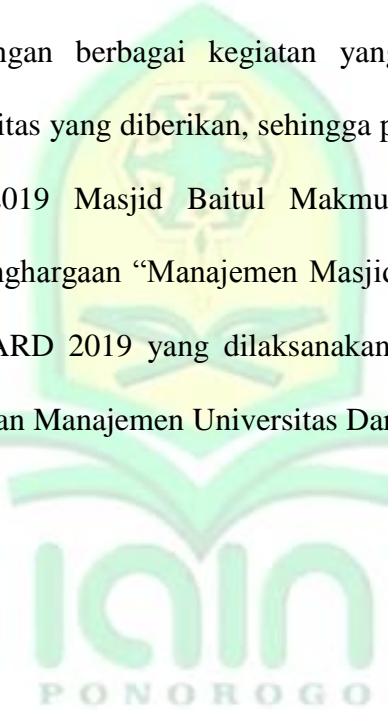 ngan berbagai kegiatan yang
itas yang diberikan, sehingga p
2019 Masjid Baitul Makmu
nghargaan “Manajemen Masjid
ARD 2019 yang dilaksanakan
an Manajemen Universitas Dar
iain
PONOROGO